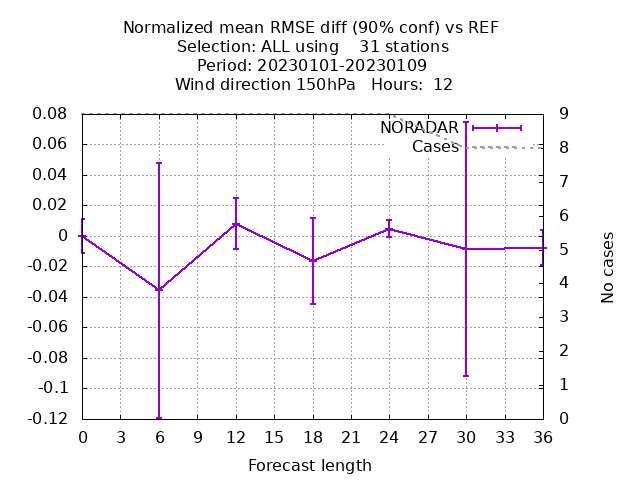 Normalized mean RMSE diff (90% conf) vs REF
Selection: ALL using    31 stations
Period: 20230101-20230109
Wind direction 150hPa   Hours:  12
NORADAR
Cases
0.08
0.06
0.04
0.02
0
-0.02
-0.04
-0.06
-0.08
-0.1
-0.12
9
8
7
6
5
4
3
2
1
0
No cases
0 3 6 9 12 15 18 21 24 27 30 33 36
Forecast length